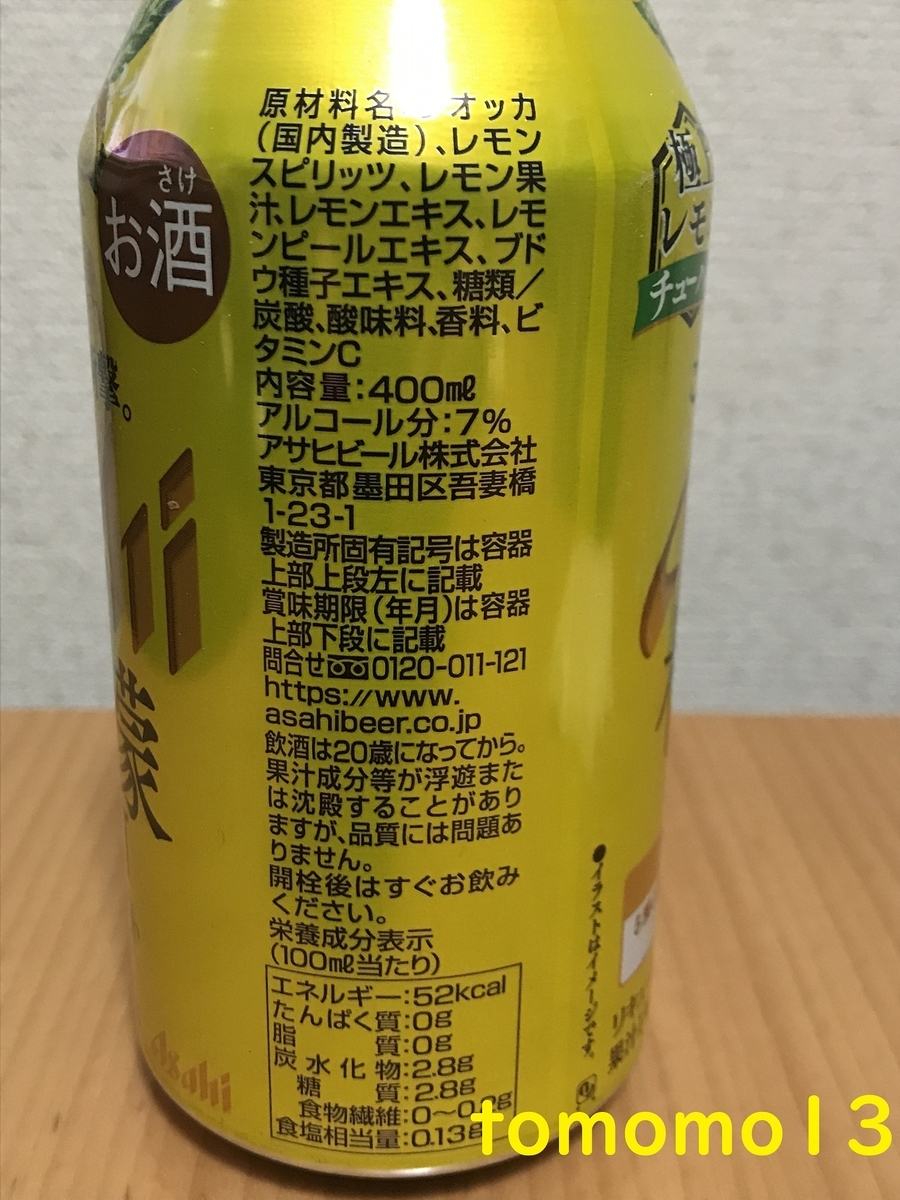 さけ
お酒
撃。
蒙
Asahi
原材料名 オッカ
(国内製造)、レモン
スピリッツ、レモン果
汁、レモンエキス、レモ
ンピールエキス、ブド
ウ種子エキス、糖類/
炭酸、酸味料、香料、ビ
タミンC
内容量:400㎖
アルコール分:7%
アサヒビール株式会社
東京都墨田区吾妻橋
1-23-1
製造所固有記号は容器
上部上段左に記載
賞味期限(年月)は容器
上部下段に記載
問合せ 0120-011-121
https://www.
asahibeer.co.jp
飲酒は20歳になってから。
果汁成分等が浮遊また
は沈殿することがあり
ますが、品質には問題あ
りません。
開栓後はすぐお飲み
ください。
栄養成分表示
(100㎖当たり)
エネルギー:52kcal
たんぱく質:0g
脂質:0g
炭水化物:2.8g
糖質:2.8g
食物繊維:0~0. g
食塩相当量:0.13g
●イラストはイメージです。
極
レモ
チュー
リキ
果汁
tomomo13